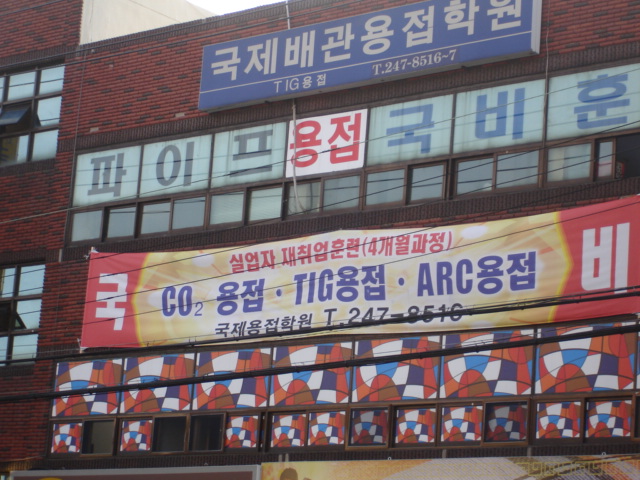 국제배관용접학원
TIG용접 T.247-8516~7
파이프 용접 국비훈
실업자 재취업훈련(4개월과정)
국 CO2 용접·TIG용접·ARC용접 비
국제용접학원 T.247-8516